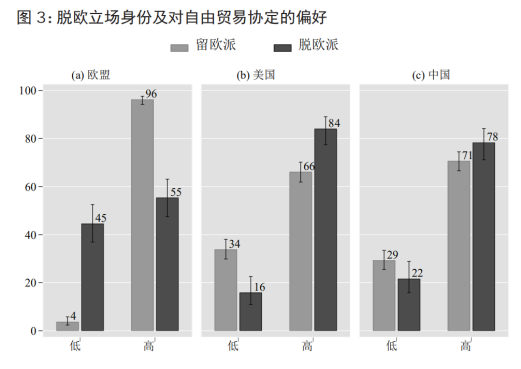 图 3：脱欧立场身份及对自由贸易协定的偏好
留欧派 脱欧派
(a) 欧盟 (b) 美国 (c) 中国
100
80
60
40
20
0
4 45 96 55
34 16 66 84
29 22 71 78
低 高 低 高 低 高